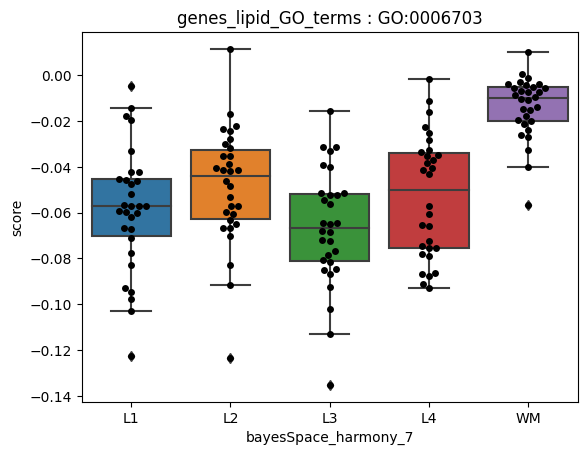 genes_lipid_GO_terms : GO:0006703
0.00
−0.02
−0.04
−0.06
−0.08
−0.10
−0.12
−0.14
score
L1 L2 L3 L4 WM
bayesSpace_harmony_7